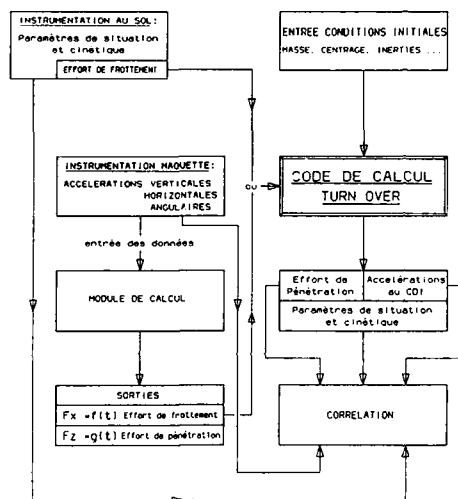 INSTRUMENTATION AU SOL:
Paramètres de situation
et cinétique
EFFORT DE FROTTEMENT
ENTREE CONDITIONS INITIALES
MASSE, CENTRAGE, INERTIES ...
INSTRUMENTATION MAQUETTE:
ACCELERATIONS VERTICALES
HORIZONTALES
ANGULAIRES
ou
CODE DE CALCUL
TURN OVER
entrée des données
MODULE DE CALCUL
Effort de
Pénétration
Accélérations
au CDI
Paramètres de situation
et cinétique
SORTIES
Fx =f(t) Effort de frottement
Fz =g(t) Effort de pénétration
CORRELATION